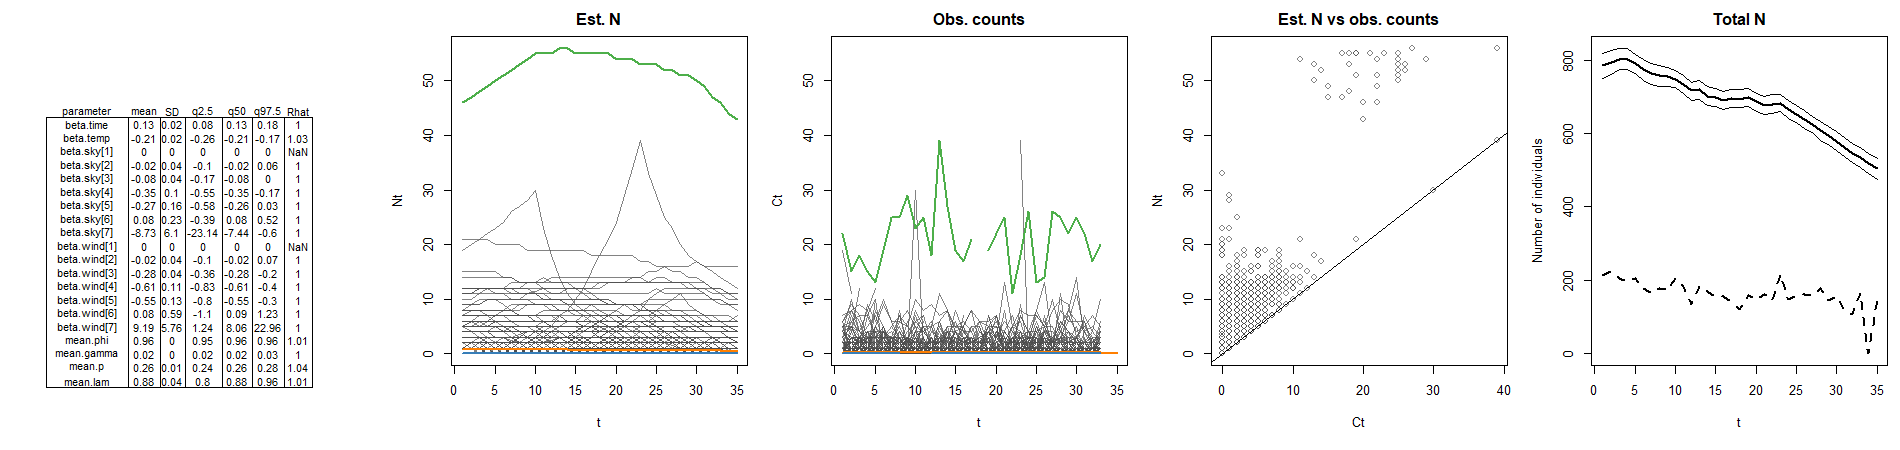 parameter mean SD q2.5 q50 q97.5 Rhat
beta.time 0.13 0.02 0.08 0.13 0.18 1
beta.temp -0.21 0.02 -0.26 -0.21 -0.17 1.03
beta.sky[1] 0 0 0 0 0 NaN
beta.sky[2] -0.02 0.04 -0.1 -0.02 0.06 1
beta.sky[3] -0.08 0.04 -0.17 -0.08 0 1
beta.sky[4] -0.35 0.1 -0.55 -0.35 -0.17 1
beta.sky[5] -0.27 0.16 -0.58 -0.26 0.03 1
beta.sky[6] 0.08 0.23 -0.39 0.08 0.52 1
beta.sky[7] -8.73 6.1 -23.14 -7.44 -0.6 1
beta.wind[1] 0 0 0 0 0 NaN
beta.wind[2] -0.02 0.04 -0.1 -0.02 0.07 1
beta.wind[3] -0.28 0.04 -0.36 -0.28 -0.2 1
beta.wind[4] -0.61 0.11 -0.83 -0.61 -0.4 1
beta.wind[5] -0.55 0.13 -0.8 -0.55 -0.3 1
beta.wind[6] 0.08 0.59 -1.1 0.09 1.23 1
beta.wind[7] 9.19 5.76 1.24 8.06 22.96 1
mean.phi 0.96 0 0.95 0.96 0.96 1.01
mean.gamma 0.02 0 0.02 0.02 0.03 1
mean.p 0.26 0.01 0.24 0.26 0.28 1.04
mean.lam 0.88 0.04 0.8 0.88 0.96 1.01
Est. N
Nt
0 10 20 30 40 50
0 5 10 15 20 25 30 35
t
Obs. counts
Ct
0 10 20 30 40 50
0 5 10 15 20 25 30 35
t
Est. N vs obs. counts
Nt
0 10 20 30 40 50
0 10 20 30 40
Ct
Total N
Number of individuals
0 200 400 600 800
0 5 10 15 20 25 30 35
t